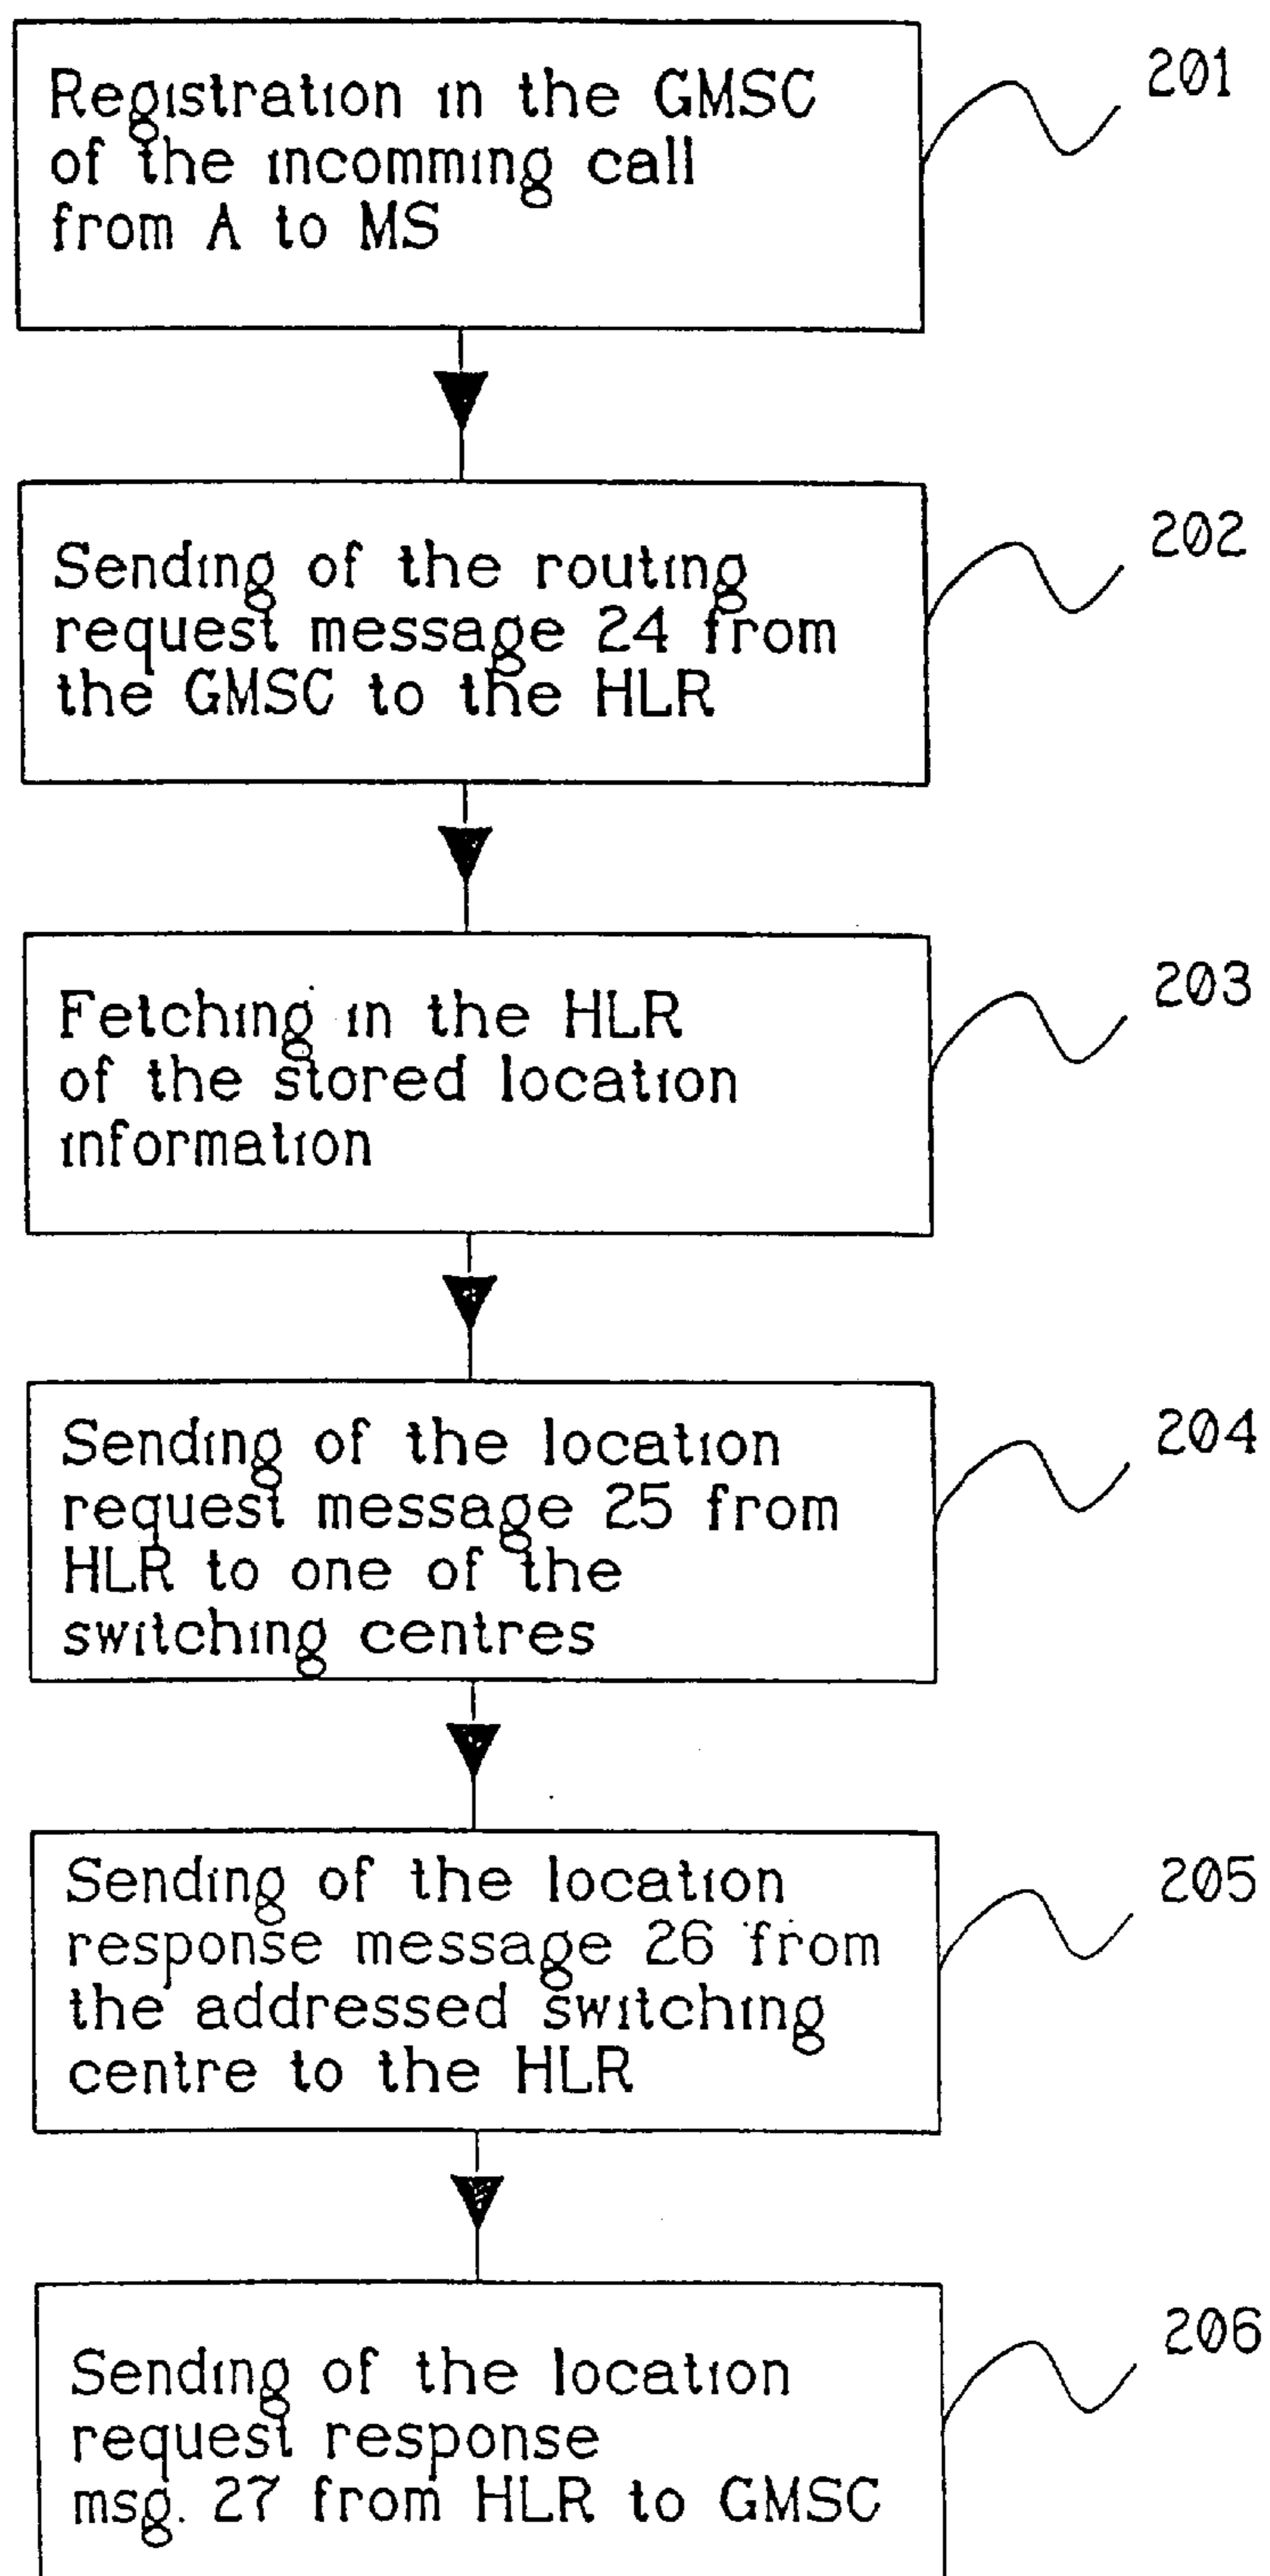 Registration in the GMSC
of the incomming call
from A to MS
201
Sending of the routing
request message 24 from
the GMSC to the HLR
202
Fetching in the HLR
of the stored location
information
203
Sending of the location
request message 25 from
HLR to one of the
switching centres
204
Sending of the location
response message 26 from
the addressed switching
centre to the HLR
205
Sending of the location
request response
msg. 27 from HLR to GMSC
206